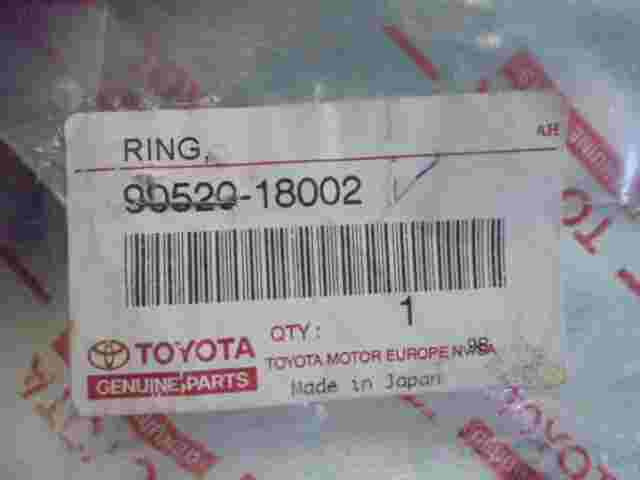 RING,
90520-18002
QTY: 1
TOYOTA
GENUINE PARTS
TOYOTA MOTOR EUROPE NV/SA
Made in Japan